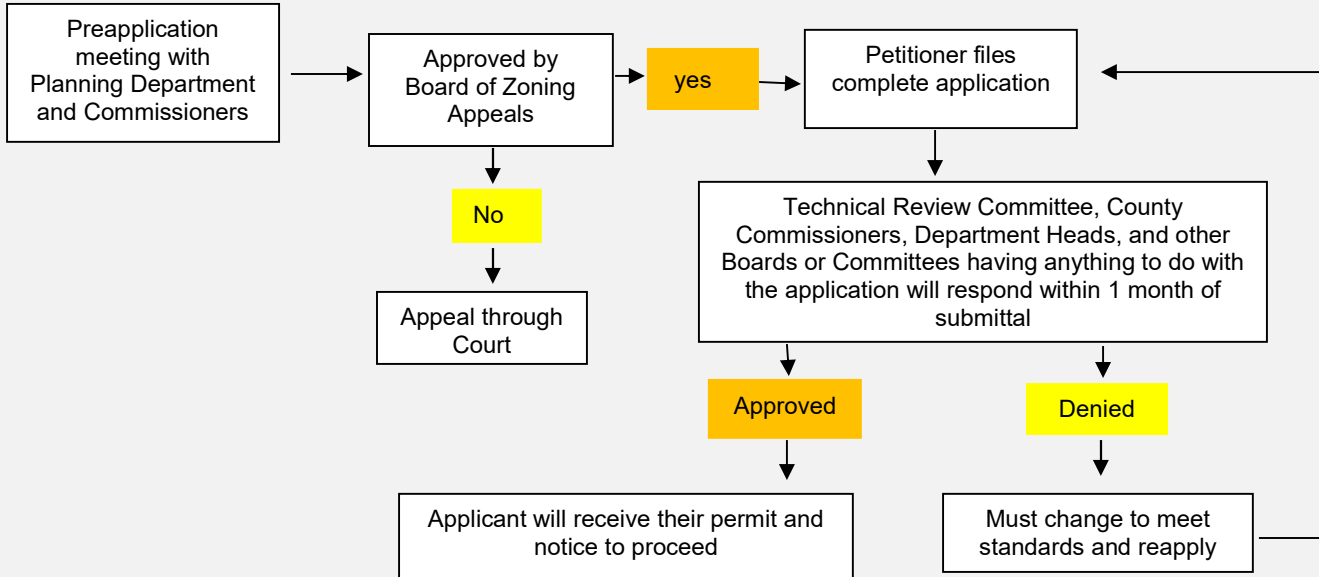 Preapplication
meeting with
Planning Department
and Commissioners
Approved by
Board of Zoning
Appeals
yes
Petitioner files
complete application
No
Appeal through
Court
Technical Review Committee, County
Commissioners, Department Heads, and other
Boards or Committees having anything to do with
the application will respond within 1 month of
submittal
Approved
Denied
Applicant will receive their permit and
notice to proceed
Must change to meet
standards and reapply